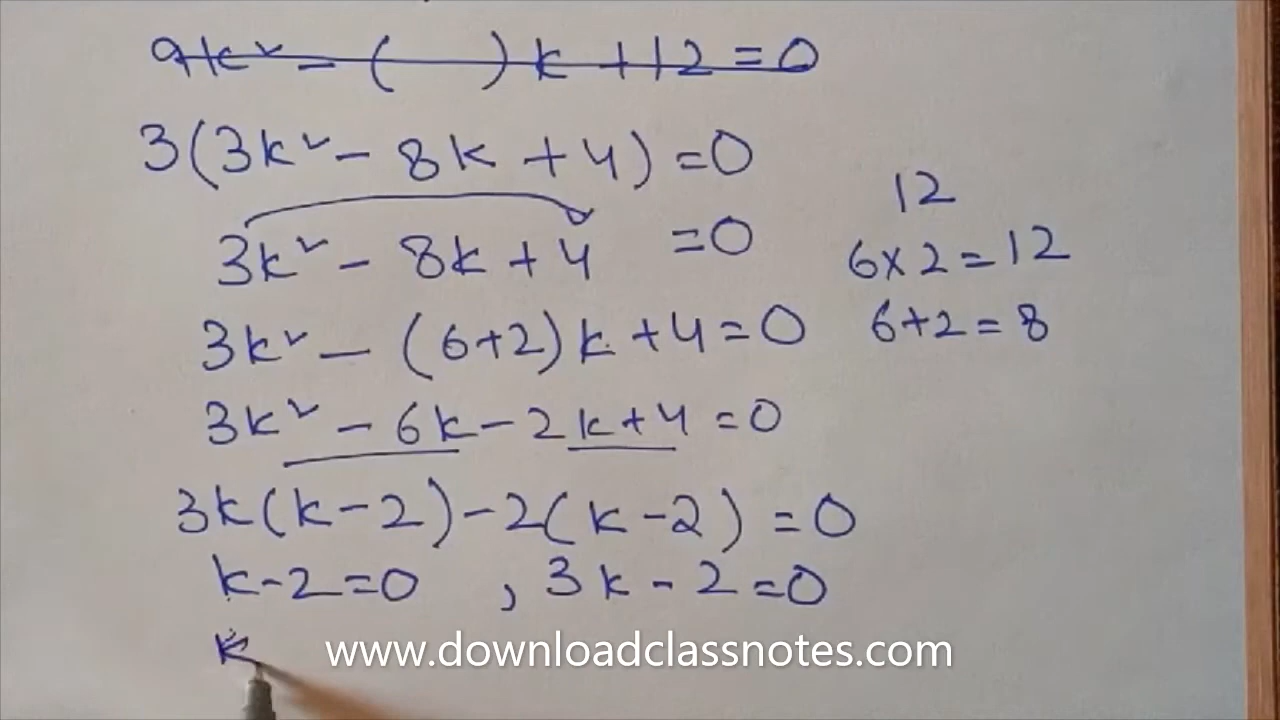 9k² - (     )k + 12 = 0
3(3k² - 8k + 4) = 0
3k² - 8k + 4 = 0
3k² - (6+2)k + 4 = 0
3k² - 6k - 2k + 4 = 0
3k(k-2) - 2(k-2) = 0
k-2=0 , 3k-2=0
k
12
6×2=12
6+2=8
www.downloadclassnotes.com